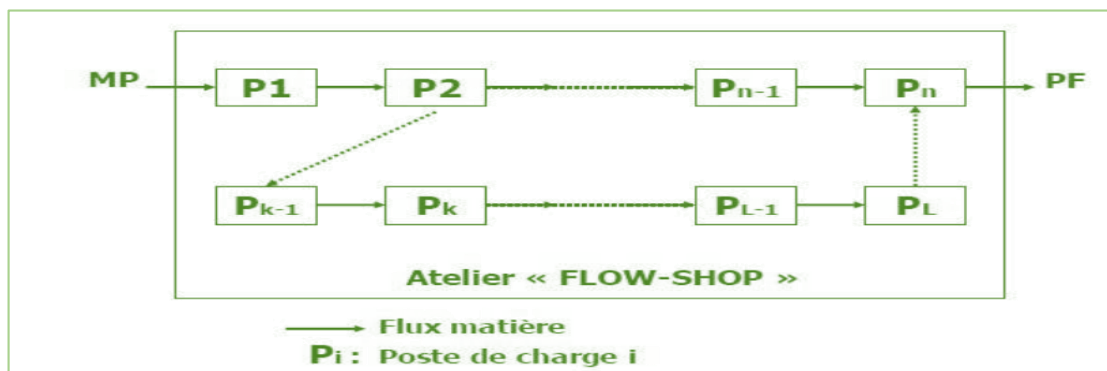 MP P1 P2 Pn-1 Pn PF
Pk-1 Pk PL-1 PL
Atelier « FLOW-SHOP »
Flux matière
Pi : Poste de charge i